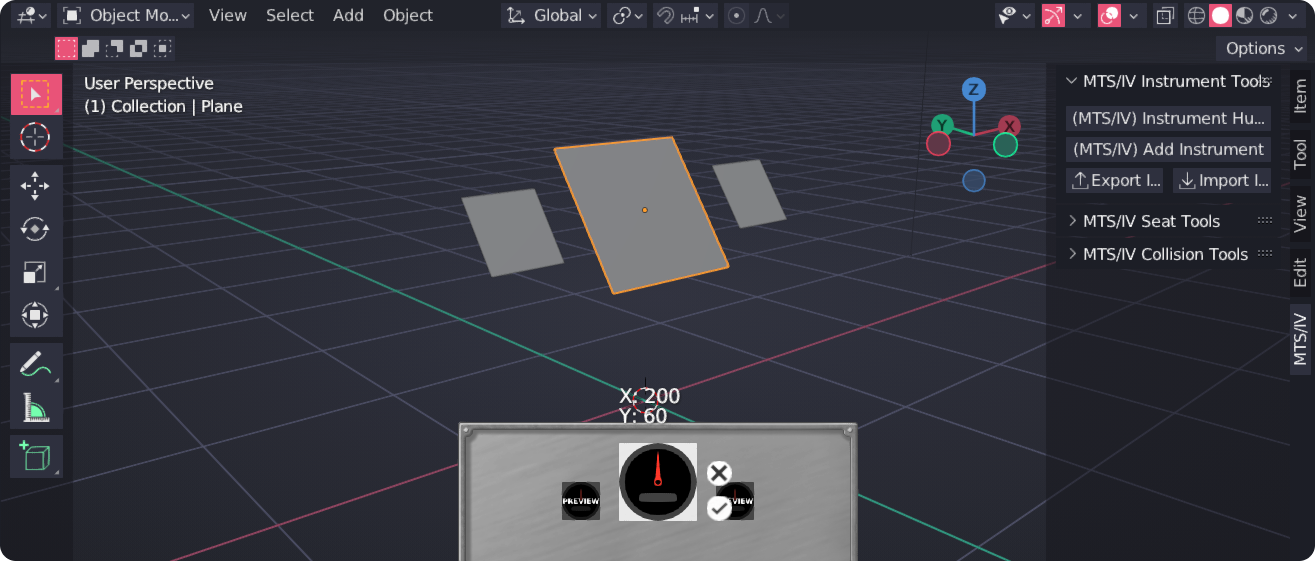 Object Mo... View Select Add Object Global
Options
User Perspective
(1) Collection | Plane
Z
Y
X
MTS/IV Instrument Tools
(MTS/IV) Instrument Hu...
(MTS/IV) Add Instrument
Export I... Import I...
MTS/IV Seat Tools
MTS/IV Collision Tools
Item
Tool
View
Edit
MTS/IV
X: 200
Y: 60
PREVIEW